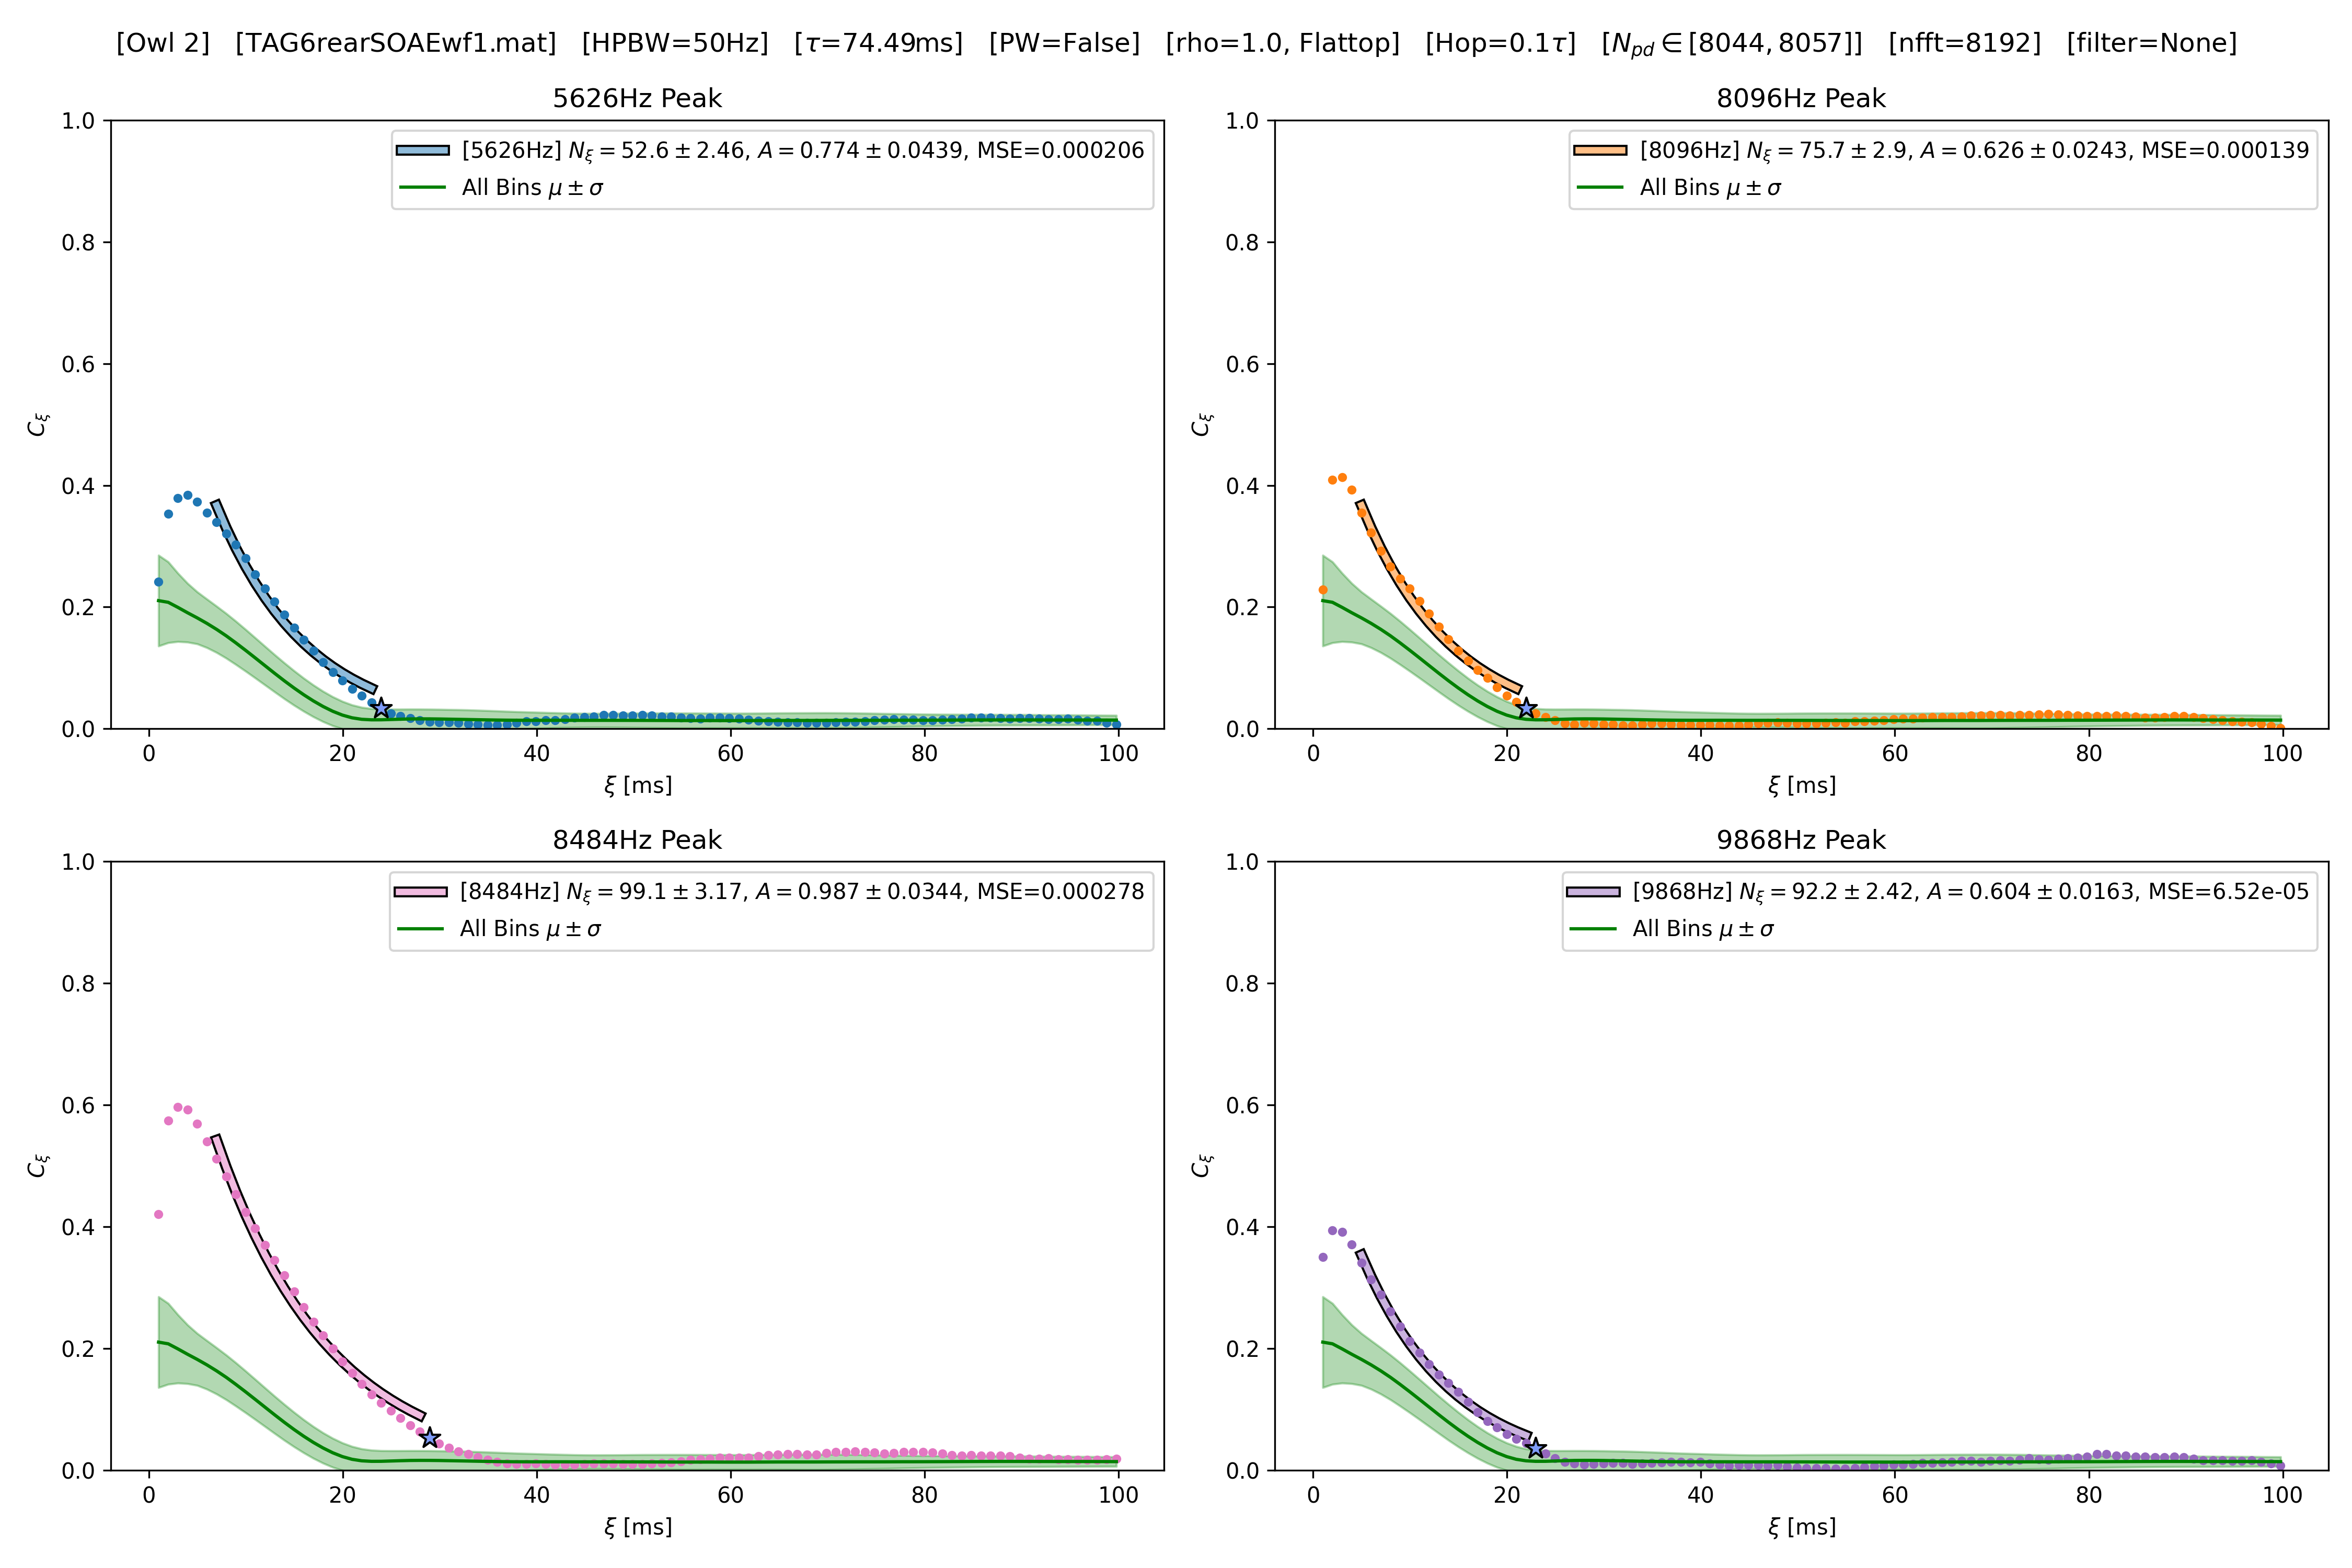 [Owl 2] [TAG6rearSOAEwf1.mat] [HPBW=50Hz] [τ=74.49ms] [PW=False] [rho=1.0, Flattop] [Hop=0.1τ] [N_pd ∈ [8044, 8057]] [nfft=8192] [filter=None]
5626Hz Peak
[5626Hz] N_ξ = 52.6 ± 2.46, A = 0.774 ± 0.0439, MSE=0.000206
All Bins μ ± σ
1.0
0.8
0.6
0.4
0.2
0.0
C_ξ
0 20 40 60 80 100
ξ [ms]
8096Hz Peak
[8096Hz] N_ξ = 75.7 ± 2.9, A = 0.626 ± 0.0243, MSE=0.000139
All Bins μ ± σ
1.0
0.8
0.6
0.4
0.2
0.0
C_ξ
0 20 40 60 80 100
ξ [ms]
8484Hz Peak
[8484Hz] N_ξ = 99.1 ± 3.17, A = 0.987 ± 0.0344, MSE=0.000278
All Bins μ ± σ
1.0
0.8
0.6
0.4
0.2
0.0
C_ξ
0 20 40 60 80 100
ξ [ms]
9868Hz Peak
[9868Hz] N_ξ = 92.2 ± 2.42, A = 0.604 ± 0.0163, MSE=6.52e-05
All Bins μ ± σ
1.0
0.8
0.6
0.4
0.2
0.0
C_ξ
0 20 40 60 80 100
ξ [ms]